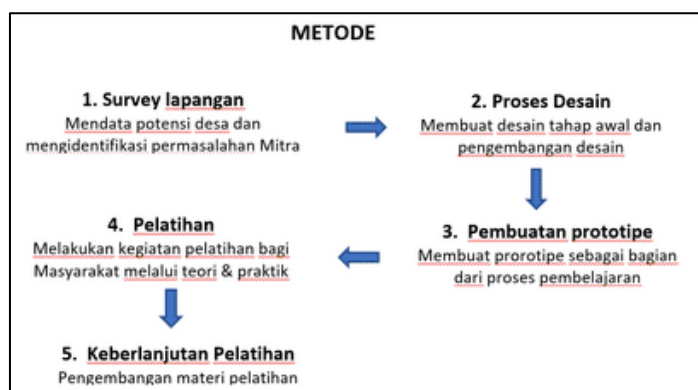 METODE
1. Survey lapangan
Mendata potensi desa dan
mengidentifikasi permasalahan Mitra
2. Proses Desain
Membuat desain tahap awal dan
pengembangan desain
3. Pembuatan prototipe
Membuat prorotipe sebagai bagian
dari proses pembelajaran
4. Pelatihan
Melakukan kegiatan pelatihan bagi
Masyarakat melalui teori & praktik
5. Keberlanjutan Pelatihan
Pengembangan materi pelatihan